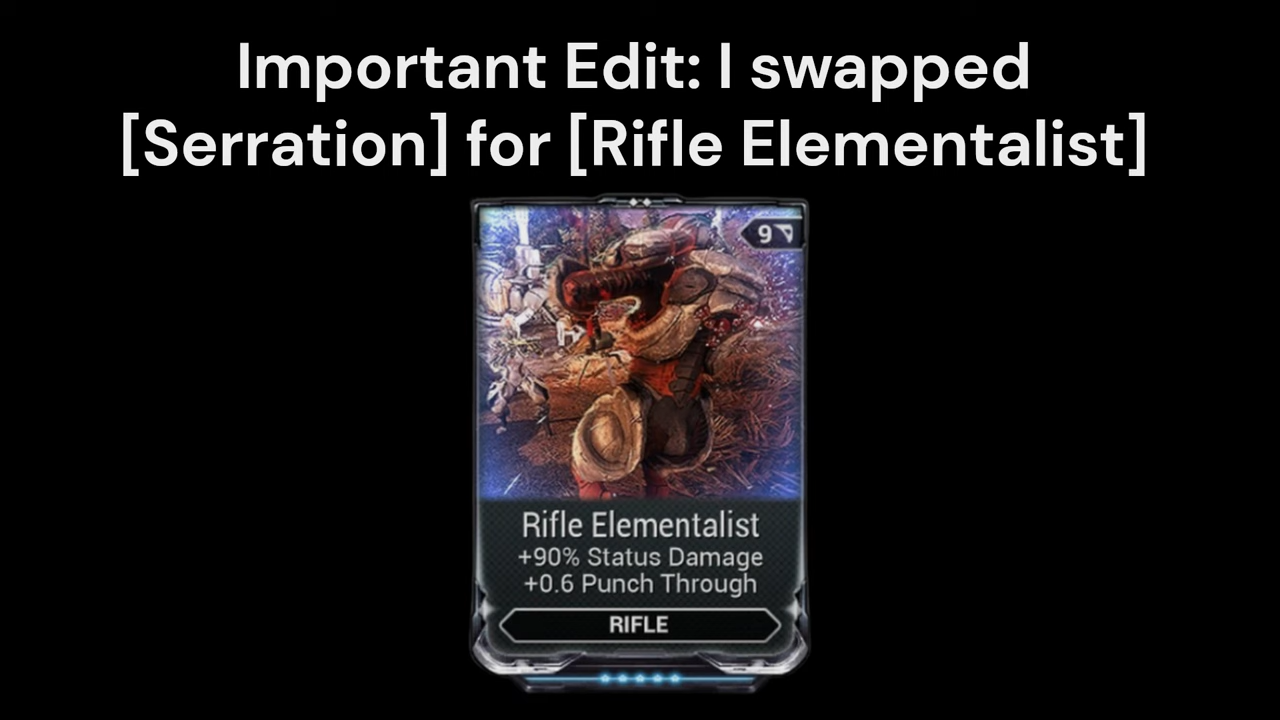 Important Edit: I swapped
[Serration] for [Rifle Elementalist]
9
Rifle Elementalist
+90% Status Damage
+0.6 Punch Through
RIFLE